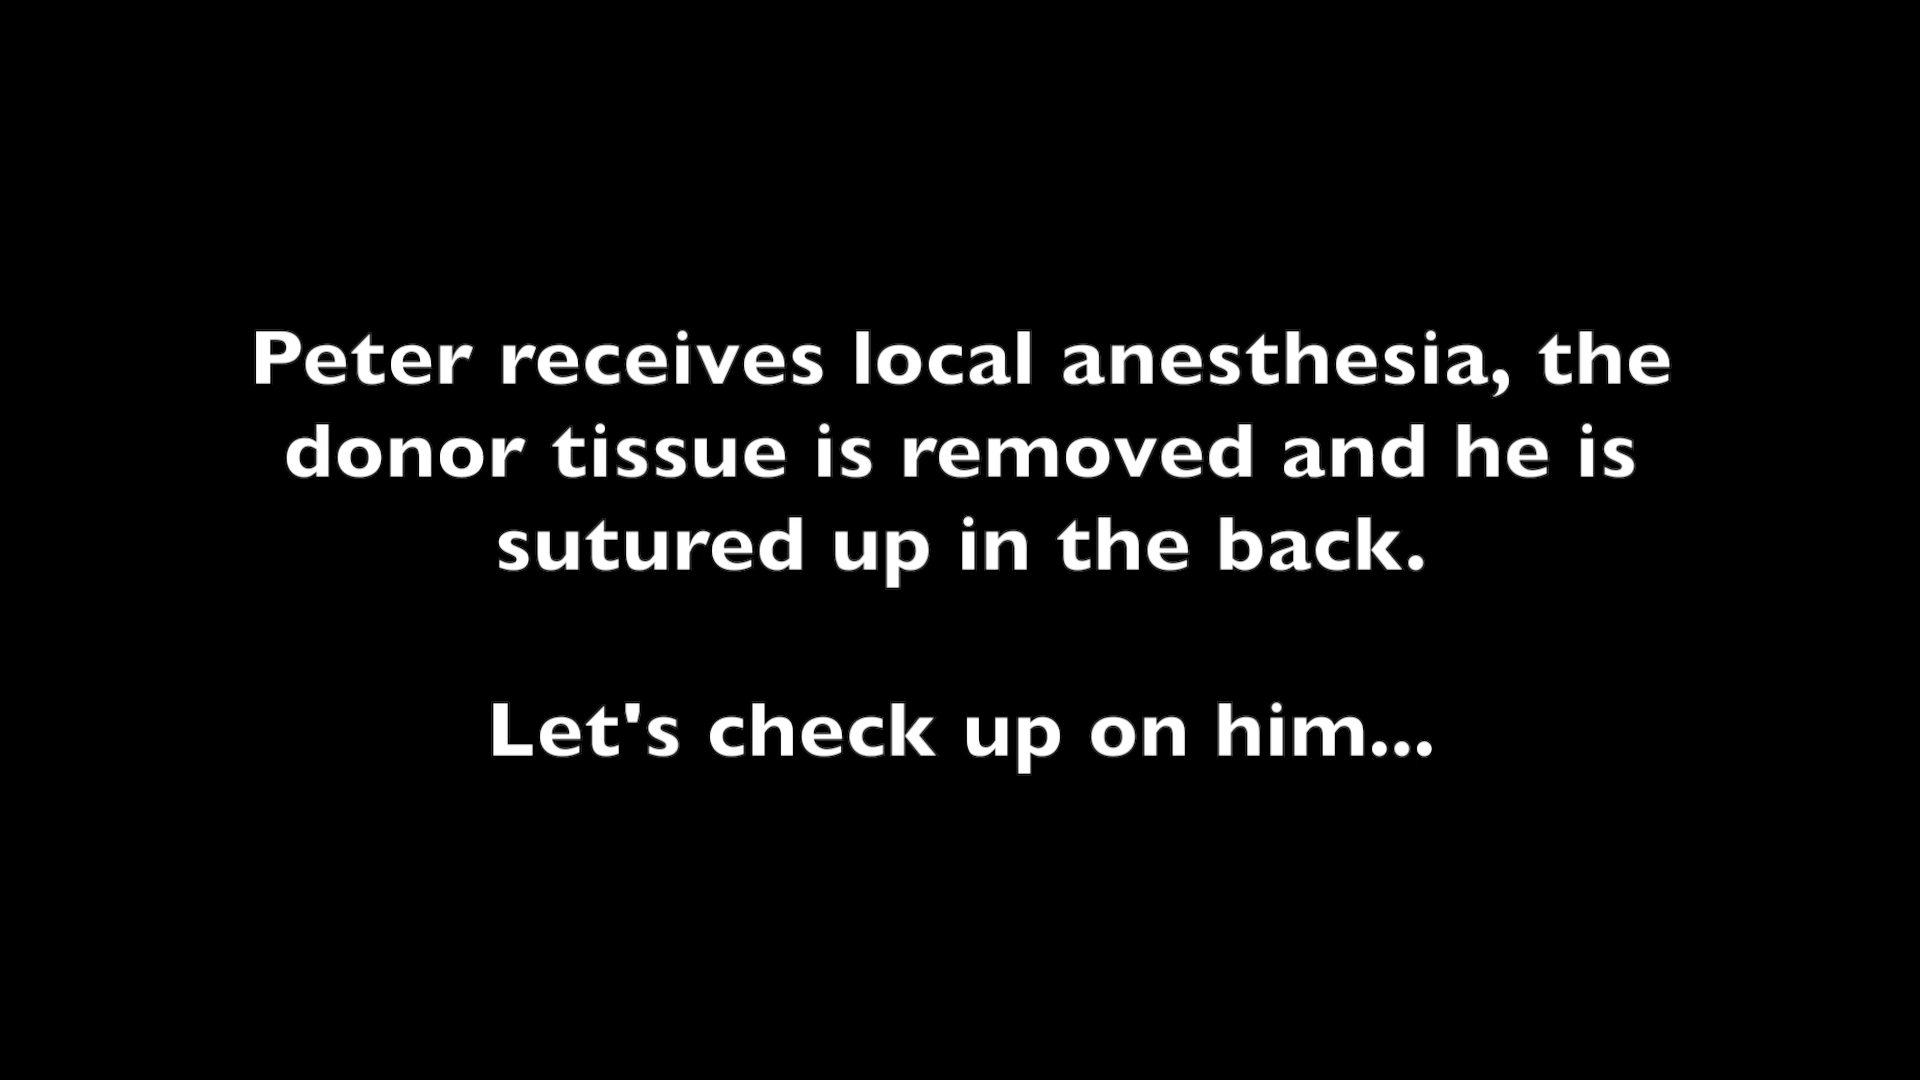 Peter receives local anesthesia, the
donor tissue is removed and he is
sutured up in the back.
Let's check up on him...